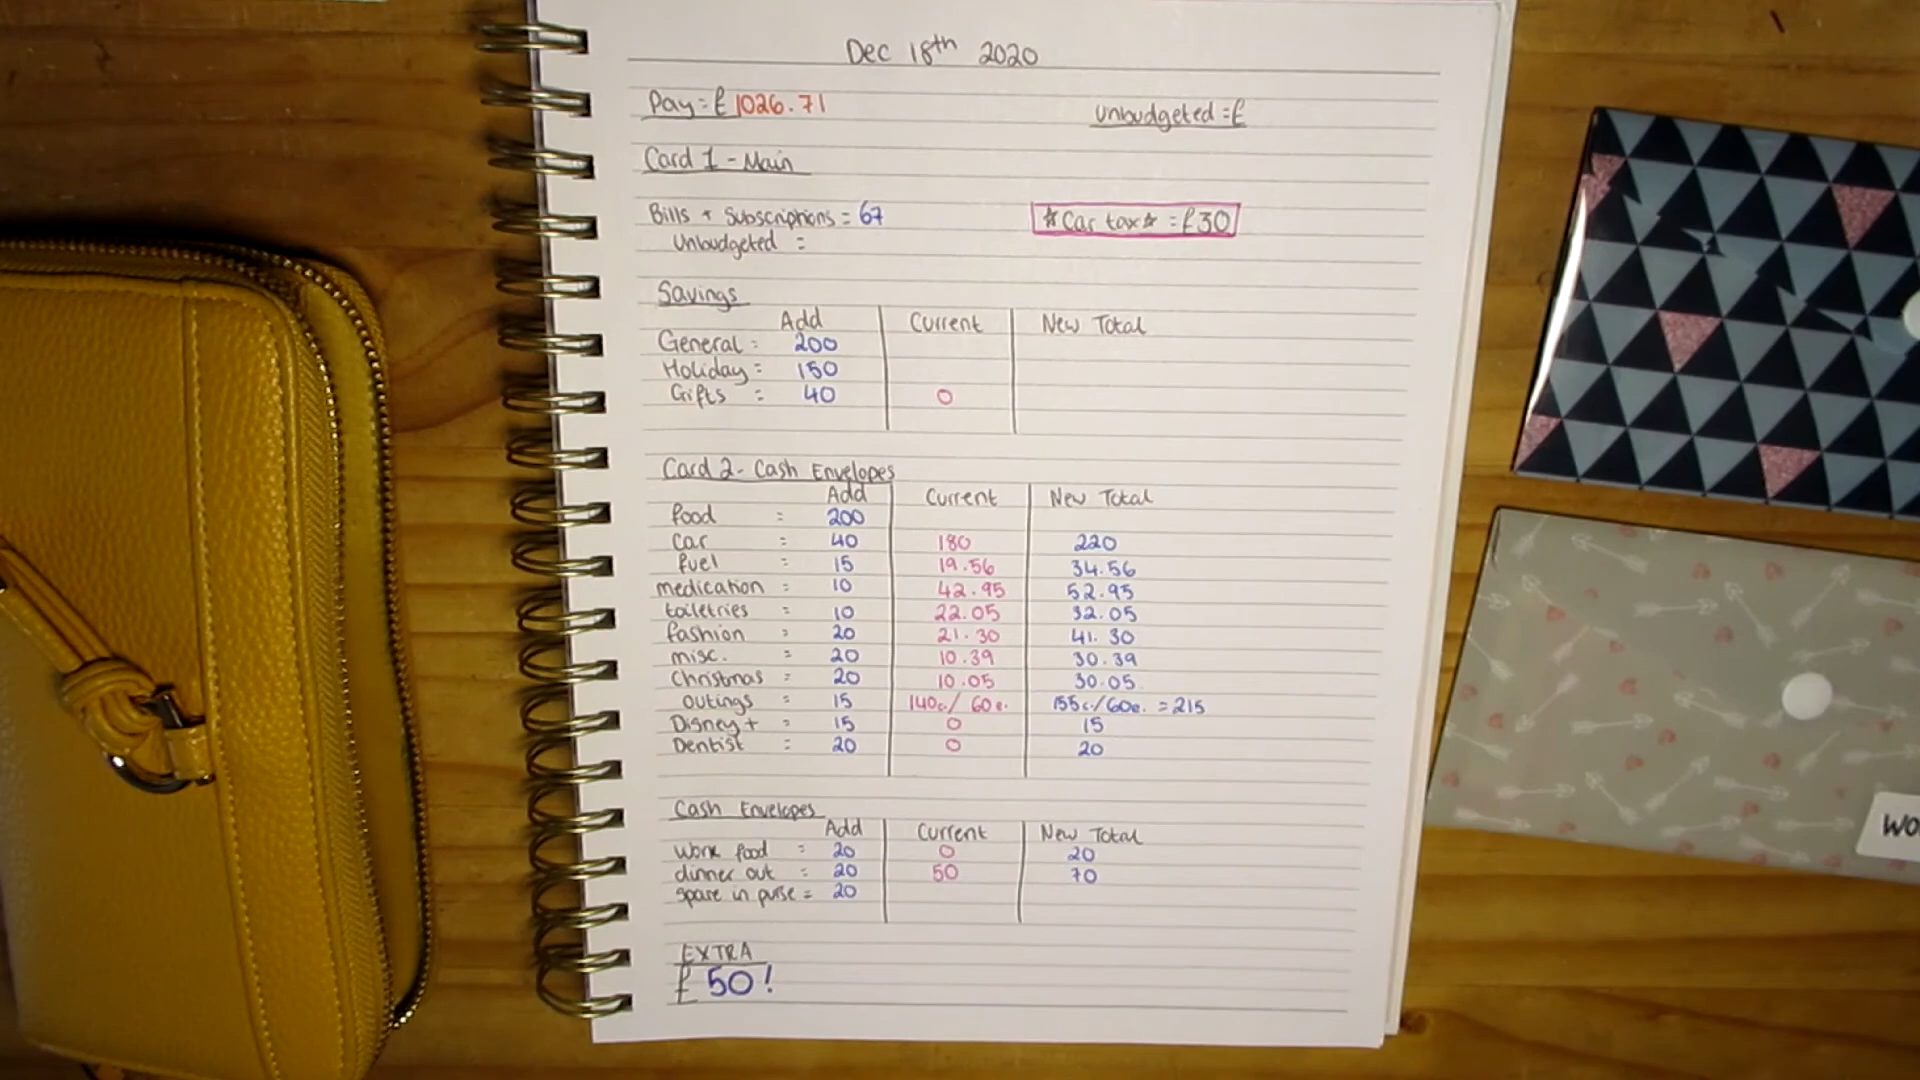 Dec 18th 2020
Pay = £1026.71 Unbudgeted = £
Card 1 - Main
Bills + Subscriptions = 67 *Car tax* = £30
Unbudgeted =
Savings
Add Current New Total
General = 200
Holiday = 150
Gifts = 40 0
Card 2 - Cash Envelopes
Add Current New Total
food = 200
Car = 40 180 220
fuel = 15 19.56 34.56
medication = 10 42.95 52.95
toiletries = 10 22.05 32.05
fashion = 20 21.30 41.30
misc. = 20 10.39 30.39
Christmas = 20 10.05 30.05
Outings = 15 140c./60e. 155c./60e. = 215
Disney+ = 15 0 15
Dentist = 20 0 20
Cash Envelopes
Add Current New Total
Work food = 20 0 20
dinner out = 20 50 70
spare in purse = 20
EXTRA
£50!
WO